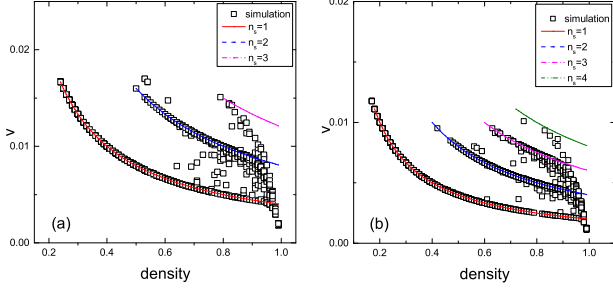 0.02
0.01
0.00
v
simulation
n_s=1
n_s=2
n_s=3
(a)
0.2
0.4
0.6
0.8
1.0
density
0.02
0.01
0.00
v
simulation
n_s=1
n_s=2
n_s=3
n_s=4
(b)
0.2
0.4
0.6
0.8
1.0
density